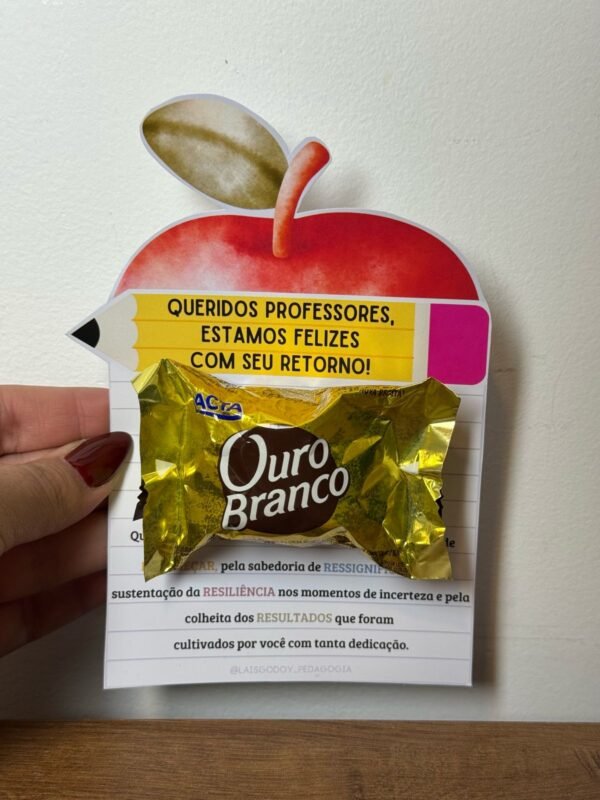 QUERIDOS PROFESSORES,
ESTAMOS FELIZES
COM SEU RETORNO!
LACTA
Ouro
Branco
pela sabedoria de
sustentação da RESILIÊNCIA nos momentos de incerteza e pela
colheita dos RESULTADOS que foram
cultivados por você com tanta dedicação.
@LAISGODOY_PEDAGOGIA